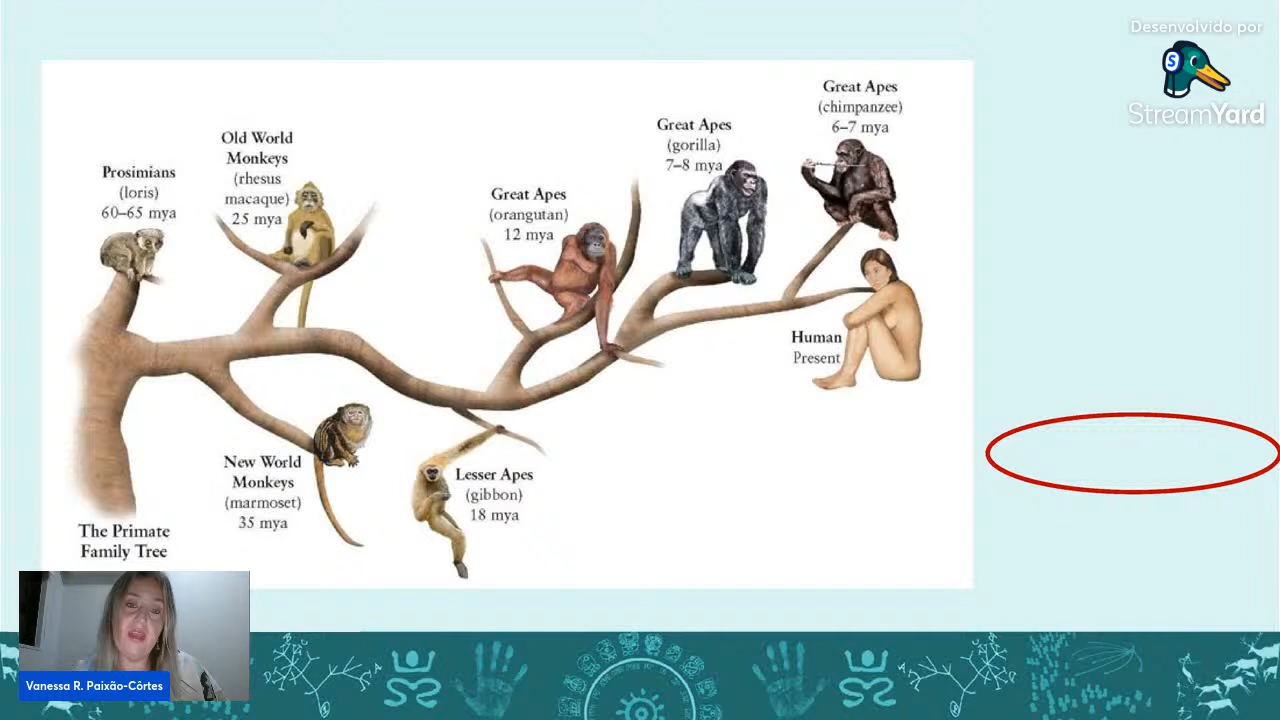 Desenvolvido por
S
StreamYard
Great Apes
(chimpanzee)
6–7 mya
Great Apes
(gorilla)
7–8 mya
Old World
Monkeys
(rhesus
macaque)
25 mya
Prosimians
(loris)
60–65 mya
Great Apes
(orangutan)
12 mya
Human
Present
New World
Monkeys
(marmoset)
35 mya
Lesser Apes
(gibbon)
18 mya
The Primate
Family Tree
Vanessa R. Paixão-Côrtes